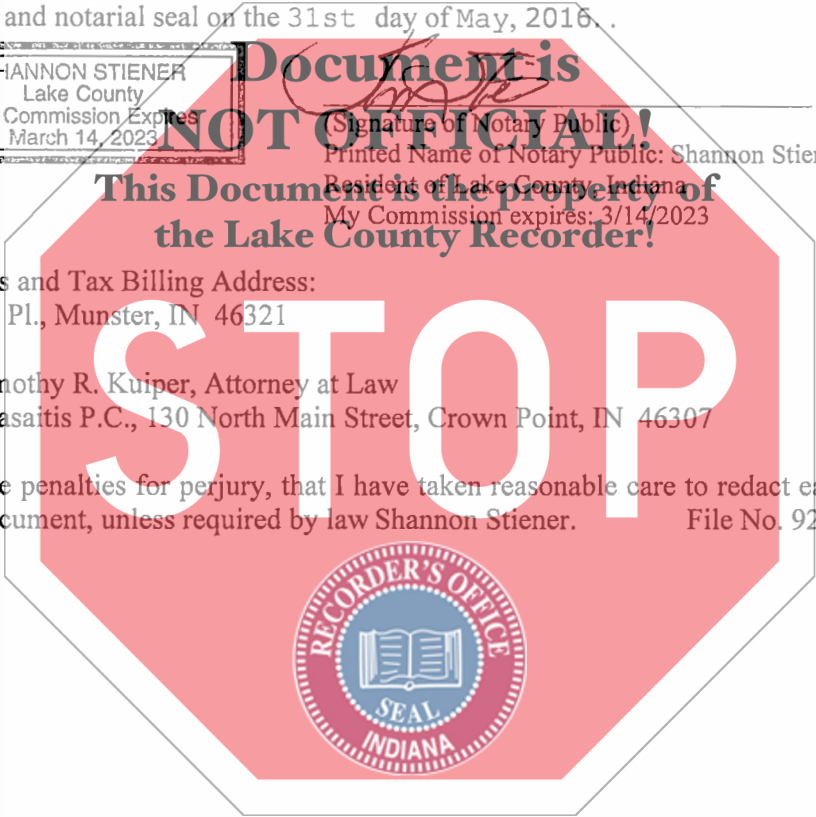 and notarial seal on the 31st day of May, 2016. .
HANNON STIENER
Lake County
Commission Expires
March 14, 2023
Document is
NOT OFFICIAL!
This Document is the property of
the Lake County Recorder!
(Signature of Notary Public)
Printed Name of Notary Public: Shannon Stien
Resident of Lake County, Indiana
My Commission expires: 3/14/2023
s and Tax Billing Address:
Pl., Munster, IN 46321
STOP
mothy R. Kuiper, Attorney at Law
asaitis P.C., 130 North Main Street, Crown Point, IN 46307
e penalties for perjury, that I have taken reasonable care to redact ea
cument, unless required by law Shannon Stiener. File No. 92
RECORDER'S OFFICE
SEAL
INDIANA